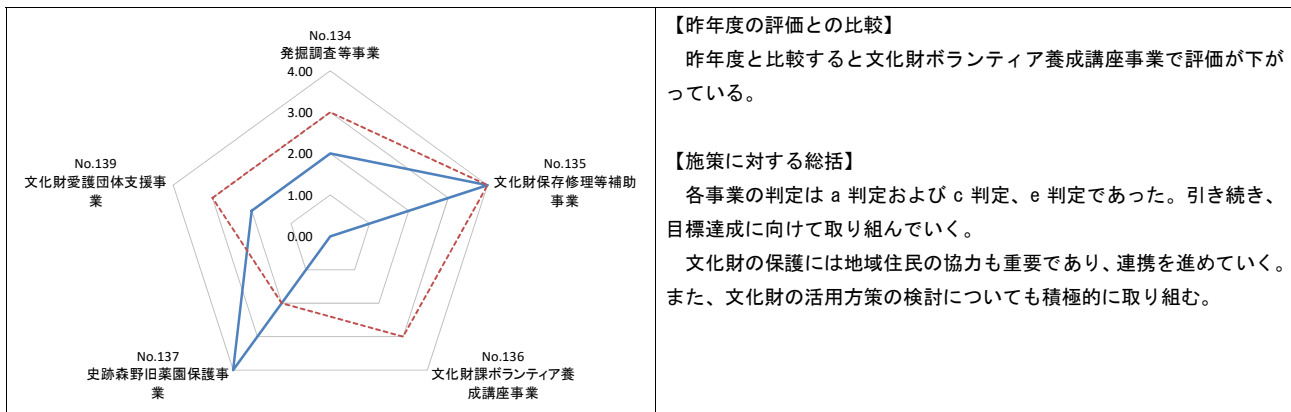 No.134
発掘調査等事業
4.00
3.00
2.00
1.00
0.00
No.135
文化財保存修理等補助
事業
No.136
文化財課ボランティア養
成講座事業
No.137
史跡森野旧薬園保護事
業
No.139
文化財愛護団体支援事
業
【昨年度の評価との比較】
昨年度と比較すると文化財ボランティア養成講座事業で評価が下が
っている。
【施策に対する総括】
各事業の判定は a 判定および c 判定、e 判定であった。引き続き、
目標達成に向けて取り組んでいく。
文化財の保護には地域住民の協力も重要であり、連携を進めていく。
また、文化財の活用方策の検討についても積極的に取り組む。